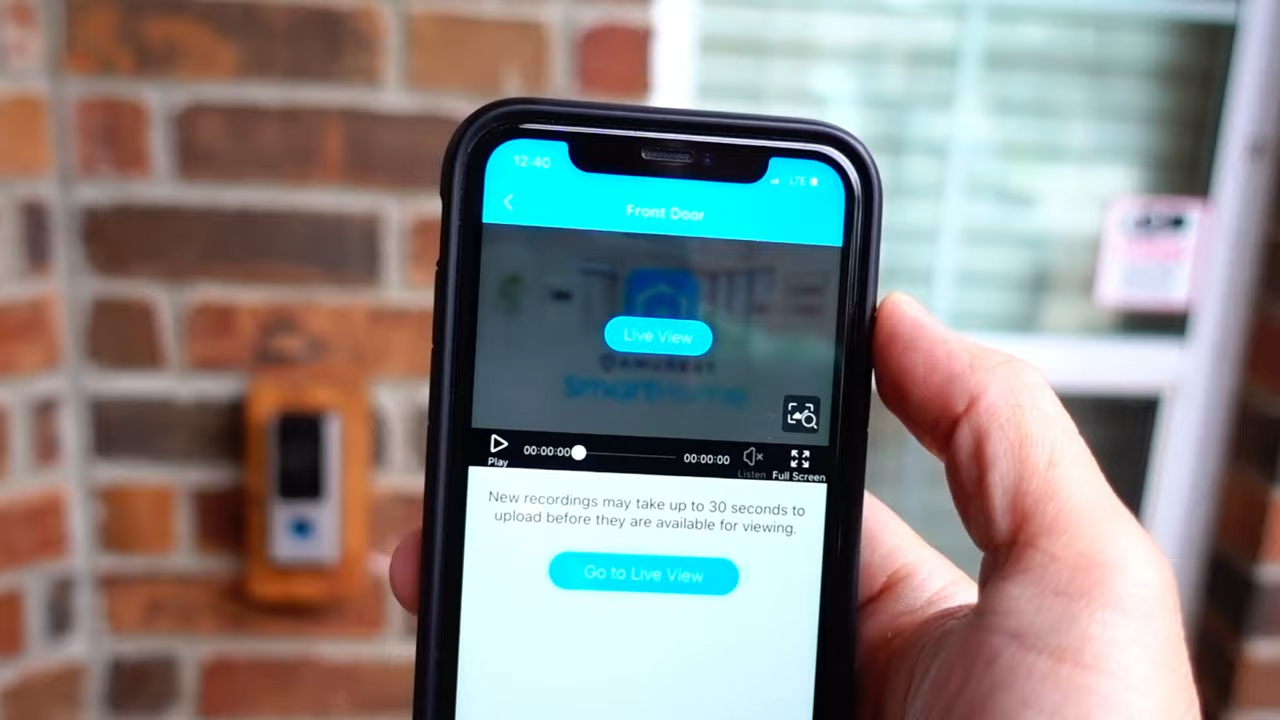 12:40
LTE
Front Door
Live View
SmartHome
00:00:00
00:00:00
Play
Listen
Full Screen
New recordings may take up to 30 seconds to
upload before they are available for viewing.
Go to Live View